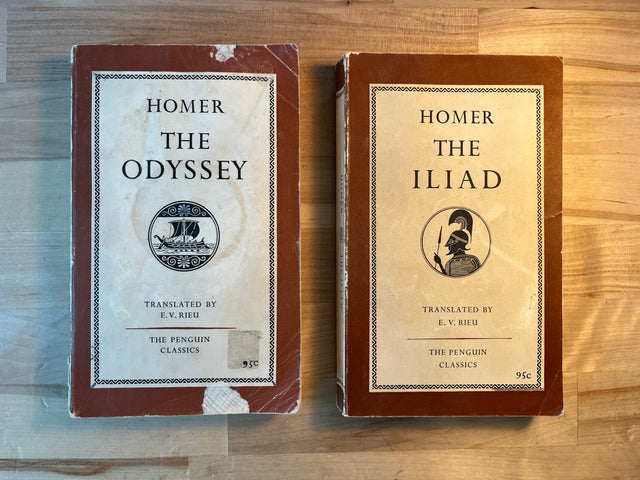 HOMER
THE
ODYSSEY
TRANSLATED BY
E. V. RIEU
THE PENGUIN
CLASSICS
95c
HOMER
THE
ILIAD
TRANSLATED BY
E. V. RIEU
THE PENGUIN
CLASSICS
95c